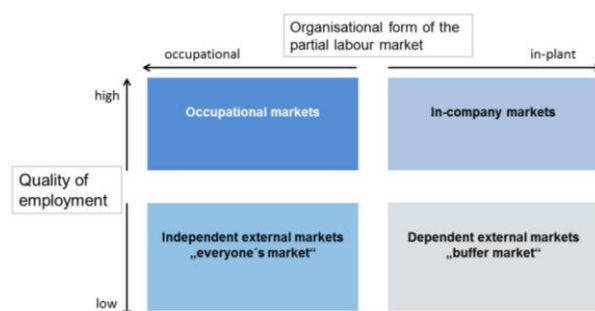 Organisational form of the
partial labour market
occupational
in-plant
high
Occupational markets
In-company markets
Quality of
employment
Independent external markets
„everyone´s market“
Dependent external markets
„buffer market“
low